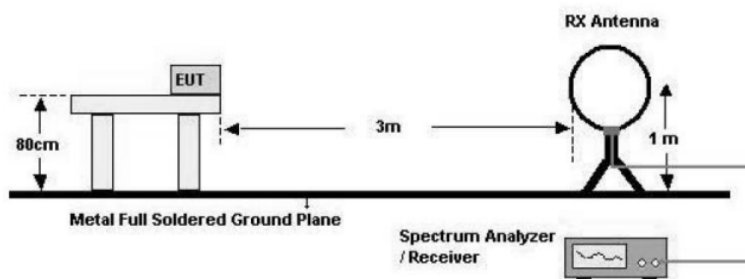 RX Antenna
EUT
3m
80cm
1 m
Metal Full Soldered Ground Plane
Spectrum Analyzer
/ Receiver